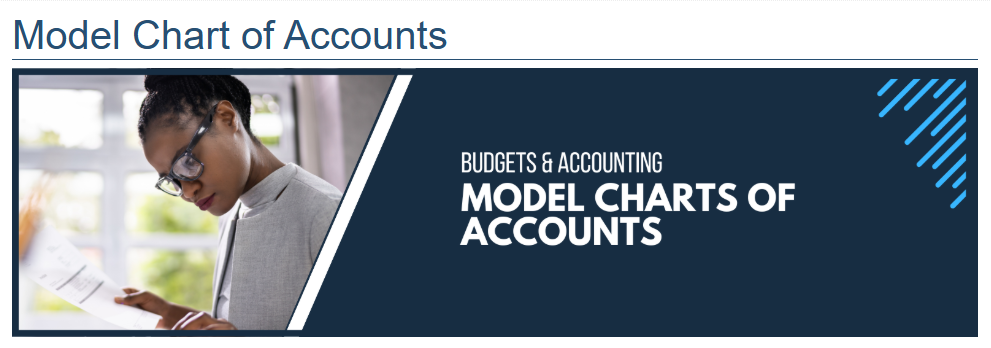 Model Chart of Accounts
BUDGETS & ACCOUNTING
MODEL CHARTS OF
ACCOUNTS